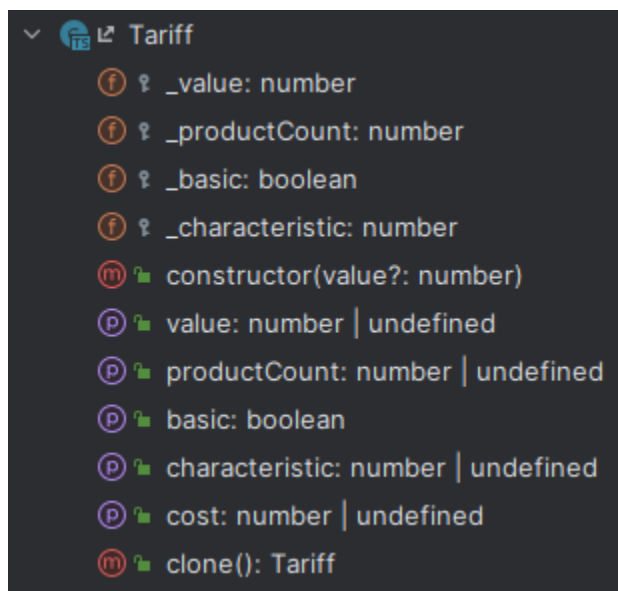 TS Tariff
f _value: number
f _productCount: number
f _basic: boolean
f _characteristic: number
m constructor(value?: number)
p value: number | undefined
p productCount: number | undefined
p basic: boolean
p characteristic: number | undefined
p cost: number | undefined
m clone(): Tariff